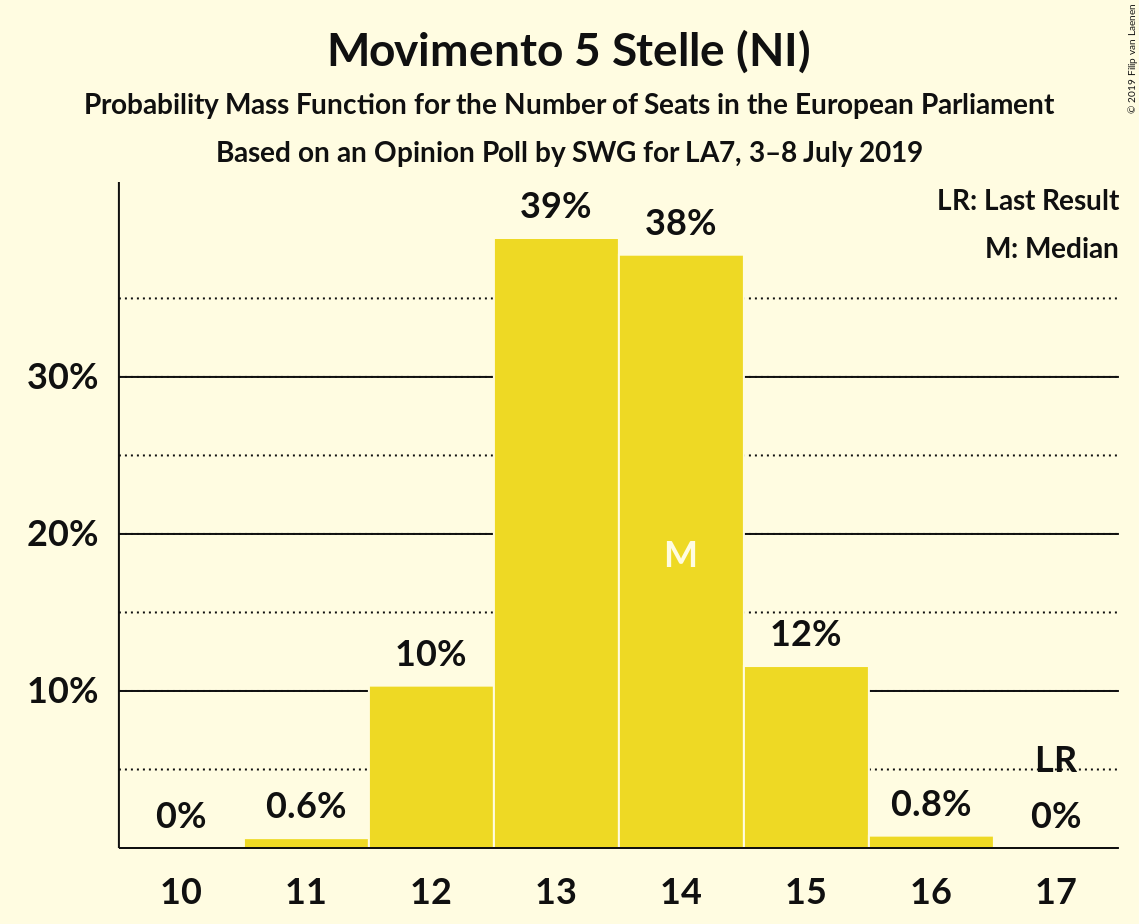 Movimento 5 Stelle (NI)
Probability Mass Function for the Number of Seats in the European Parliament
Based on an Opinion Poll by SWG for LA7, 3–8 July 2019
© 2019 Filip van Laenen
LR: Last Result
M: Median
39%
38%
30%
20%
M
12%
10%
10%
LR
0%
0.6%
0.8%
0%
10 11 12 13 14 15 16 17